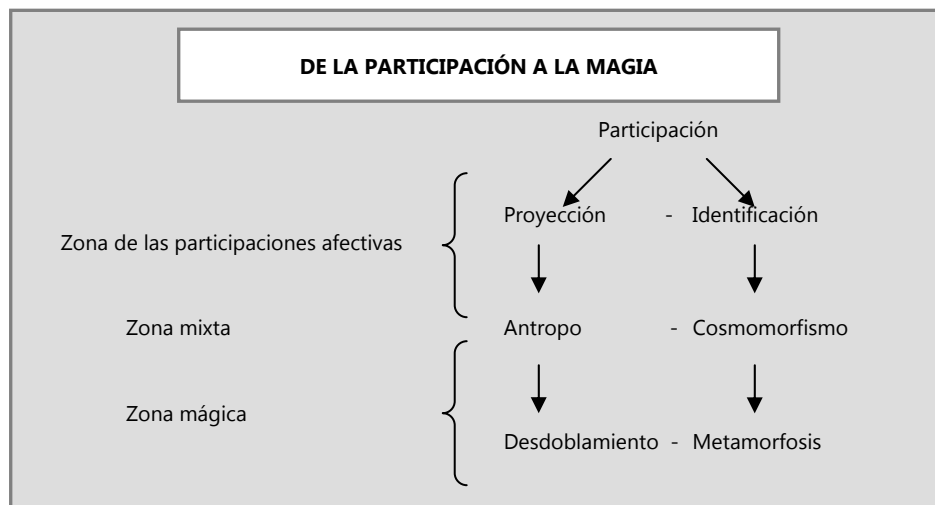 DE LA PARTICIPACIÓN A LA MAGIA
Participación
Proyección - Identificación
Zona de las participaciones afectivas
Zona mixta Antropo - Cosmomorfismo
Zona mágica
Desdoblamiento - Metamorfosis